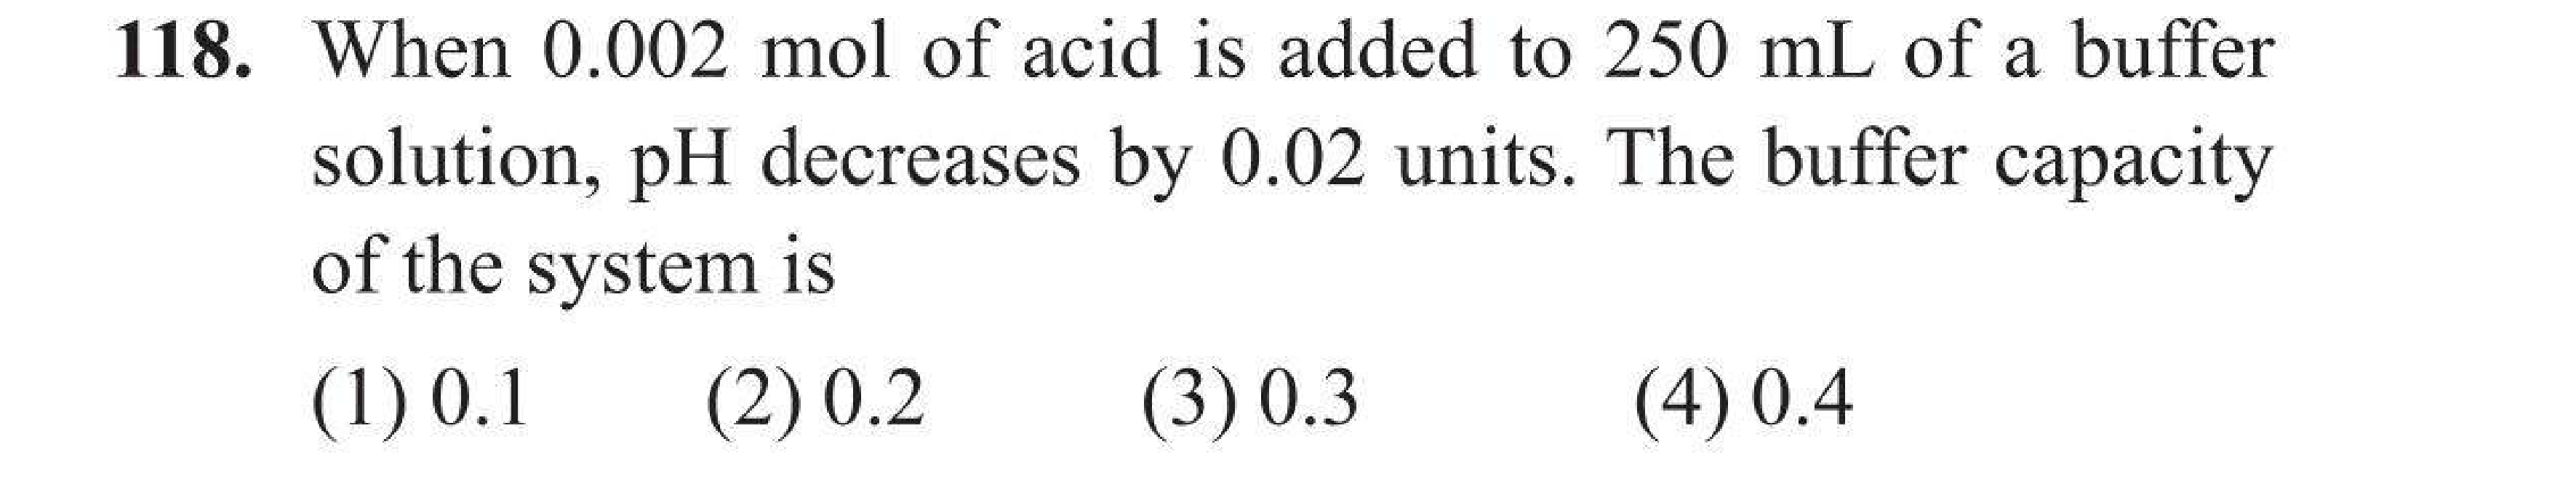 118. When 0.002 mol of acid is added to 250 mL of a buffer
solution, pH decreases by 0.02 units. The buffer capacity
of the system is
(1) 0.1 (2) 0.2 (3) 0.3 (4) 0.4